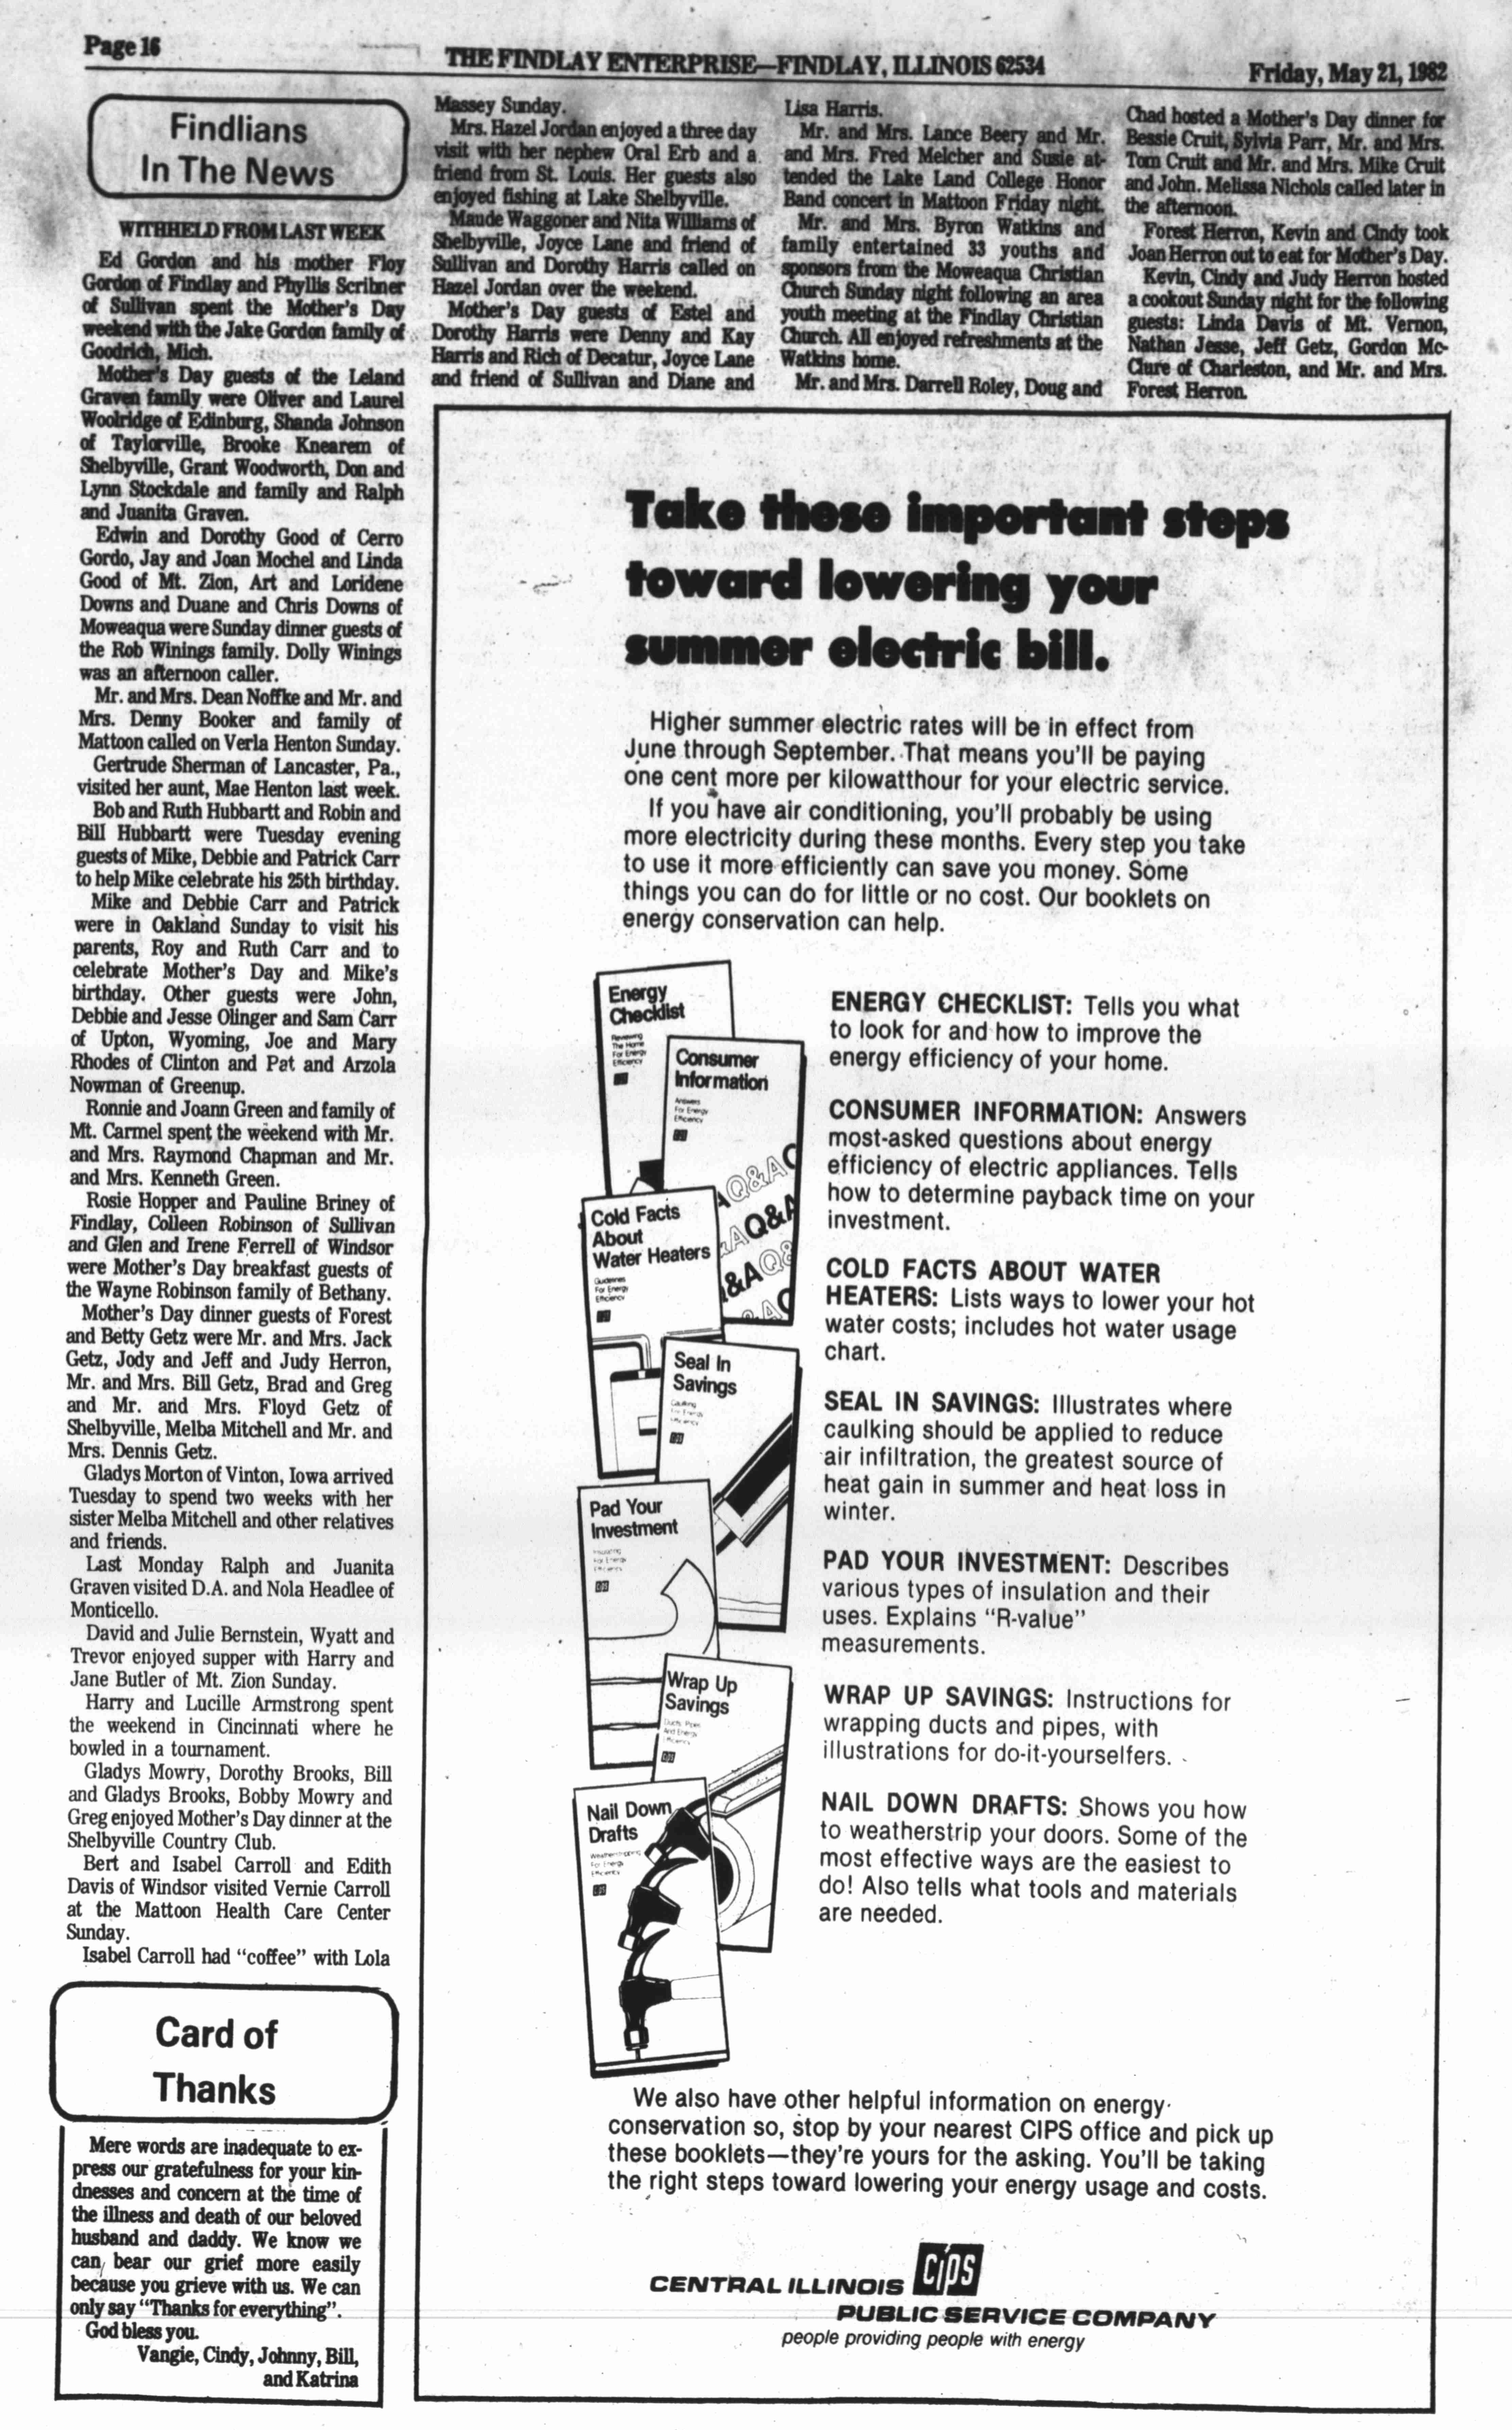 Page 16
THE FINDLAY ENTERPRISE—FINDLAY, ILLINOIS 62534
Friday, May 21, 1982
Findlians
In The News
WITHHELD FROM LAST WEEK
Ed Gordon and his mother Floy
Gordon of Findlay and Phyllis Scribner
of Sullivan spent the Mother's Day
weekend with the Jake Gordon family of
Goodrich, Mich.
Mother's Day guests of the Leland
Graven family were Oliver and Laurel
Woolridge of Edinburg, Shanda Johnson
of Taylorville, Brooke Knearem of
Shelbyville, Grant Woodworth, Don and
Lynn Stockdale and family and Ralph
and Juanita Graven.
Edwin and Dorothy Good of Cerro
Gordo, Jay and Joan Mochel and Linda
Good of Mt. Zion, Art and Loridene
Downs and Duane and Chris Downs of
Moweaqua were Sunday dinner guests of
the Rob Winings family. Dolly Winings
was an afternoon caller.
Mr. and Mrs. Dean Noffke and Mr. and
Mrs. Denny Booker and family of
Mattoon called on Verla Henton Sunday.
Gertrude Sherman of Lancaster, Pa.,
visited her aunt, Mae Henton last week.
Bob and Ruth Hubbartt and Robin and
Bill Hubbartt were Tuesday evening
guests of Mike, Debbie and Patrick Carr
to help Mike celebrate his 25th birthday.
Mike and Debbie Carr and Patrick
were in Oakland Sunday to visit his
parents, Roy and Ruth Carr and to
celebrate Mother's Day and Mike's
birthday. Other guests were John,
Debbie and Jesse Olinger and Sam Carr
of Upton, Wyoming, Joe and Mary
Rhodes of Clinton and Pat and Arzola
Nowman of Greenup.
Ronnie and Joann Green and family of
Mt. Carmel spent the weekend with Mr.
and Mrs. Raymond Chapman and Mr.
and Mrs. Kenneth Green.
Rosie Hopper and Pauline Briney of
Findlay, Colleen Robinson of Sullivan
and Glen and Irene Ferrell of Windsor
were Mother's Day breakfast guests of
the Wayne Robinson family of Bethany.
Mother's Day dinner guests of Forest
and Betty Getz were Mr. and Mrs. Jack
Getz, Jody and Jeff and Judy Herron,
Mr. and Mrs. Bill Getz, Brad and Greg
and Mr. and Mrs. Floyd Getz of
Shelbyville, Melba Mitchell and Mr. and
Mrs. Dennis Getz.
Gladys Morton of Vinton, Iowa arrived
Tuesday to spend two weeks with her
sister Melba Mitchell and other relatives
and friends.
Last Monday Ralph and Juanita
Graven visited D.A. and Nola Headlee of
Monticello.
David and Julie Bernstein, Wyatt and
Trevor enjoyed supper with Harry and
Jane Butler of Mt. Zion Sunday.
Harry and Lucille Armstrong spent
the weekend in Cincinnati where he
bowled in a tournament.
Gladys Mowry, Dorothy Brooks, Bill
and Gladys Brooks, Bobby Mowry and
Greg enjoyed Mother's Day dinner at the
Shelbyville Country Club.
Bert and Isabel Carroll and Edith
Davis of Windsor visited Vernie Carroll
at the Mattoon Health Care Center
Sunday.
Isabel Carroll had "coffee" with Lola
Massey Sunday.
Mrs. Hazel Jordan enjoyed a three day
visit with her nephew Oral Erb and a
friend from St. Louis. Her guests also
enjoyed fishing at Lake Shelbyville.
Maude Waggoner and Nita Williams of
Shelbyville, Joyce Lane and friend of
Sullivan and Dorothy Harris called on
Hazel Jordan over the weekend.
Mother's Day guests of Estel and
Dorothy Harris were Denny and Kay
Harris and Rich of Decatur, Joyce Lane
and friend of Sullivan and Diane and
Lisa Harris.
Mr. and Mrs. Lance Beery and Mr.
and Mrs. Fred Melcher and Susie at-
tended the Lake Land College Honor
Band concert in Mattoon Friday night.
Mr. and Mrs. Byron Watkins and
family entertained 33 youths and
sponsors from the Moweaqua Christian
Church Sunday night following an area
youth meeting at the Findlay Christian
Church. All enjoyed refreshments at the
Watkins home.
Mr. and Mrs. Darrell Roley, Doug and
Chad hosted a Mother's Day dinner for
Bessie Cruit, Sylvia Parr, Mr. and Mrs.
Tom Cruit and Mr. and Mrs. Mike Cruit
and John. Melissa Nichols called later in
the afternoon.
Forest Herron, Kevin and Cindy took
Joan Herron out to eat for Mother's Day.
Kevin, Cindy and Judy Herron hosted
a cookout Sunday night for the following
guests: Linda Davis of Mt. Vernon,
Nathan Jesse, Jeff Getz, Gordon Mc-
Clure of Charleston, and Mr. and Mrs.
Forest Herron.
Card of
Thanks
Mere words are inadequate to ex-
press our gratefulness for your kin-
dnesses and concern at the time of
the illness and death of our beloved
husband and daddy. We know we
can bear our grief more easily
because you grieve with us. We can
only say "Thanks for everything".
God bless you.
Vangie, Cindy, Johnny, Bill,
and Katrina
Take these important steps
toward lowering your
summer electric bill.
Higher summer electric rates will be in effect from
June through September. That means you'll be paying
one cent more per kilowatthour for your electric service.
If you have air conditioning, you'll probably be using
more electricity during these months. Every step you take
to use it more efficiently can save you money. Some
things you can do for little or no cost. Our booklets on
energy conservation can help.
Energy
Checklist
Reviewing
The Home
For Energy
Efficiency
Consumer
Information
Answers
For Energy
Efficiency
Q&A
Cold Facts
About
Water Heaters
Guidelines
For Energy
Efficiency
Seal In
Savings
Caulking
For Energy
Efficiency
Pad Your
Investment
Insulating
For Energy
Efficiency
Wrap Up
Savings
Ducts, Pipes
And Energy
Efficiency
Nail Down
Drafts
Weatherstripping
For Energy
Efficiency
ENERGY CHECKLIST: Tells you what
to look for and how to improve the
energy efficiency of your home.
CONSUMER INFORMATION: Answers
most-asked questions about energy
efficiency of electric appliances. Tells
how to determine payback time on your
investment.
COLD FACTS ABOUT WATER
HEATERS: Lists ways to lower your hot
water costs; includes hot water usage
chart.
SEAL IN SAVINGS: Illustrates where
caulking should be applied to reduce
air infiltration, the greatest source of
heat gain in summer and heat loss in
winter.
PAD YOUR INVESTMENT: Describes
various types of insulation and their
uses. Explains "R-value"
measurements.
WRAP UP SAVINGS: Instructions for
wrapping ducts and pipes, with
illustrations for do-it-yourselfers.
NAIL DOWN DRAFTS: Shows you how
to weatherstrip your doors. Some of the
most effective ways are the easiest to
do! Also tells what tools and materials
are needed.
We also have other helpful information on energy
conservation so, stop by your nearest CIPS office and pick up
these booklets—they're yours for the asking. You'll be taking
the right steps toward lowering your energy usage and costs.
CENTRAL ILLINOIS CIPS
PUBLIC SERVICE COMPANY
people providing people with energy